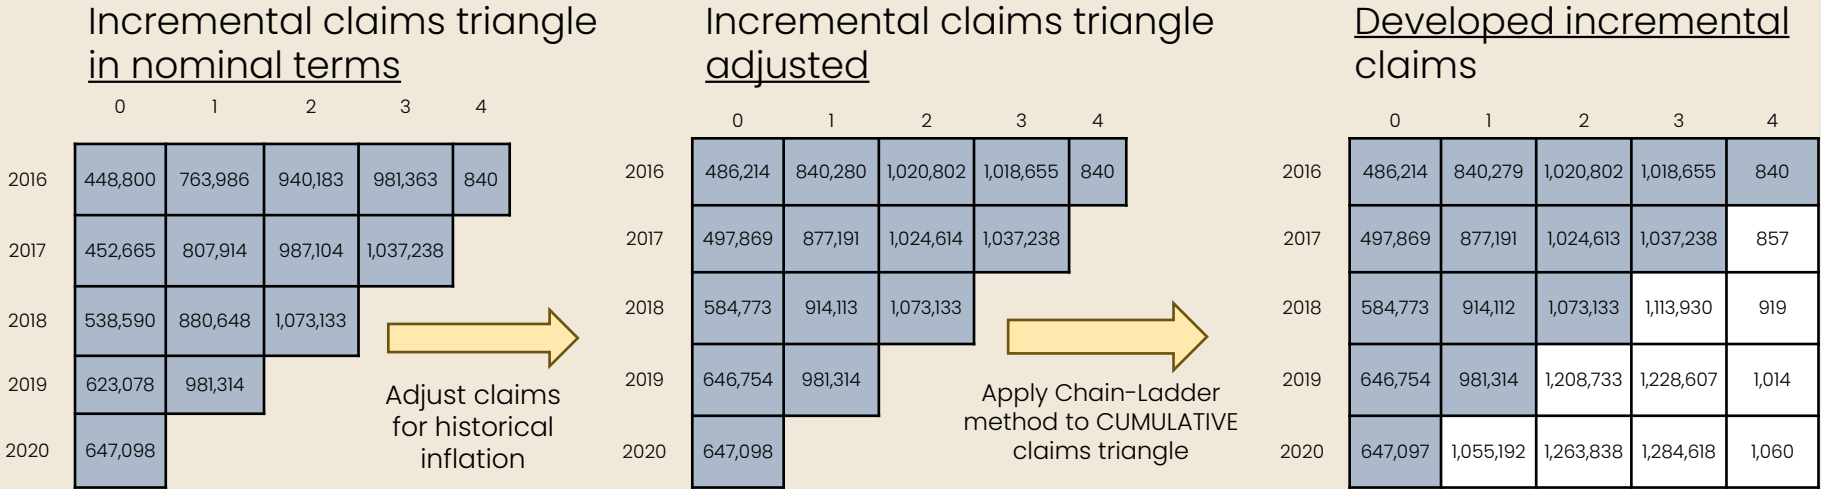 Incremental claims triangle
in nominal terms
0 1 2 3 4
2016 448,800 763,986 940,183 981,363 840
2017 452,665 807,914 987,104 1,037,238
2018 538,590 880,648 1,073,133
2019 623,078 981,314
2020 647,098
Adjust claims
for historical
inflation
Incremental claims triangle
adjusted
0 1 2 3 4
2016 486,214 840,280 1,020,802 1,018,655 840
2017 497,869 877,191 1,024,614 1,037,238
2018 584,773 914,113 1,073,133
2019 646,754 981,314
2020 647,098
Apply Chain-Ladder
method to CUMULATIVE
claims triangle
Developed incremental
claims
0 1 2 3 4
2016 486,214 840,279 1,020,802 1,018,655 840
2017 497,869 877,191 1,024,613 1,037,238 857
2018 584,773 914,112 1,073,133 1,113,930 919
2019 646,754 981,314 1,208,733 1,228,607 1,014
2020 647,097 1,055,192 1,263,838 1,284,618 1,060